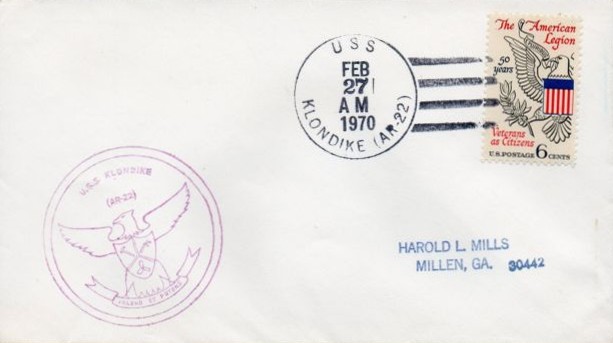 USS
FEB
27
AM
1970
KLONDIKE (AR-22)
The American
Legion
50
years
Veterans
as Citizens
U.S. POSTAGE 6 CENTS
U.S.S. KLONDIKE
(AR-22)
HAROLD L. MILLS
MILLEN, GA. 30442